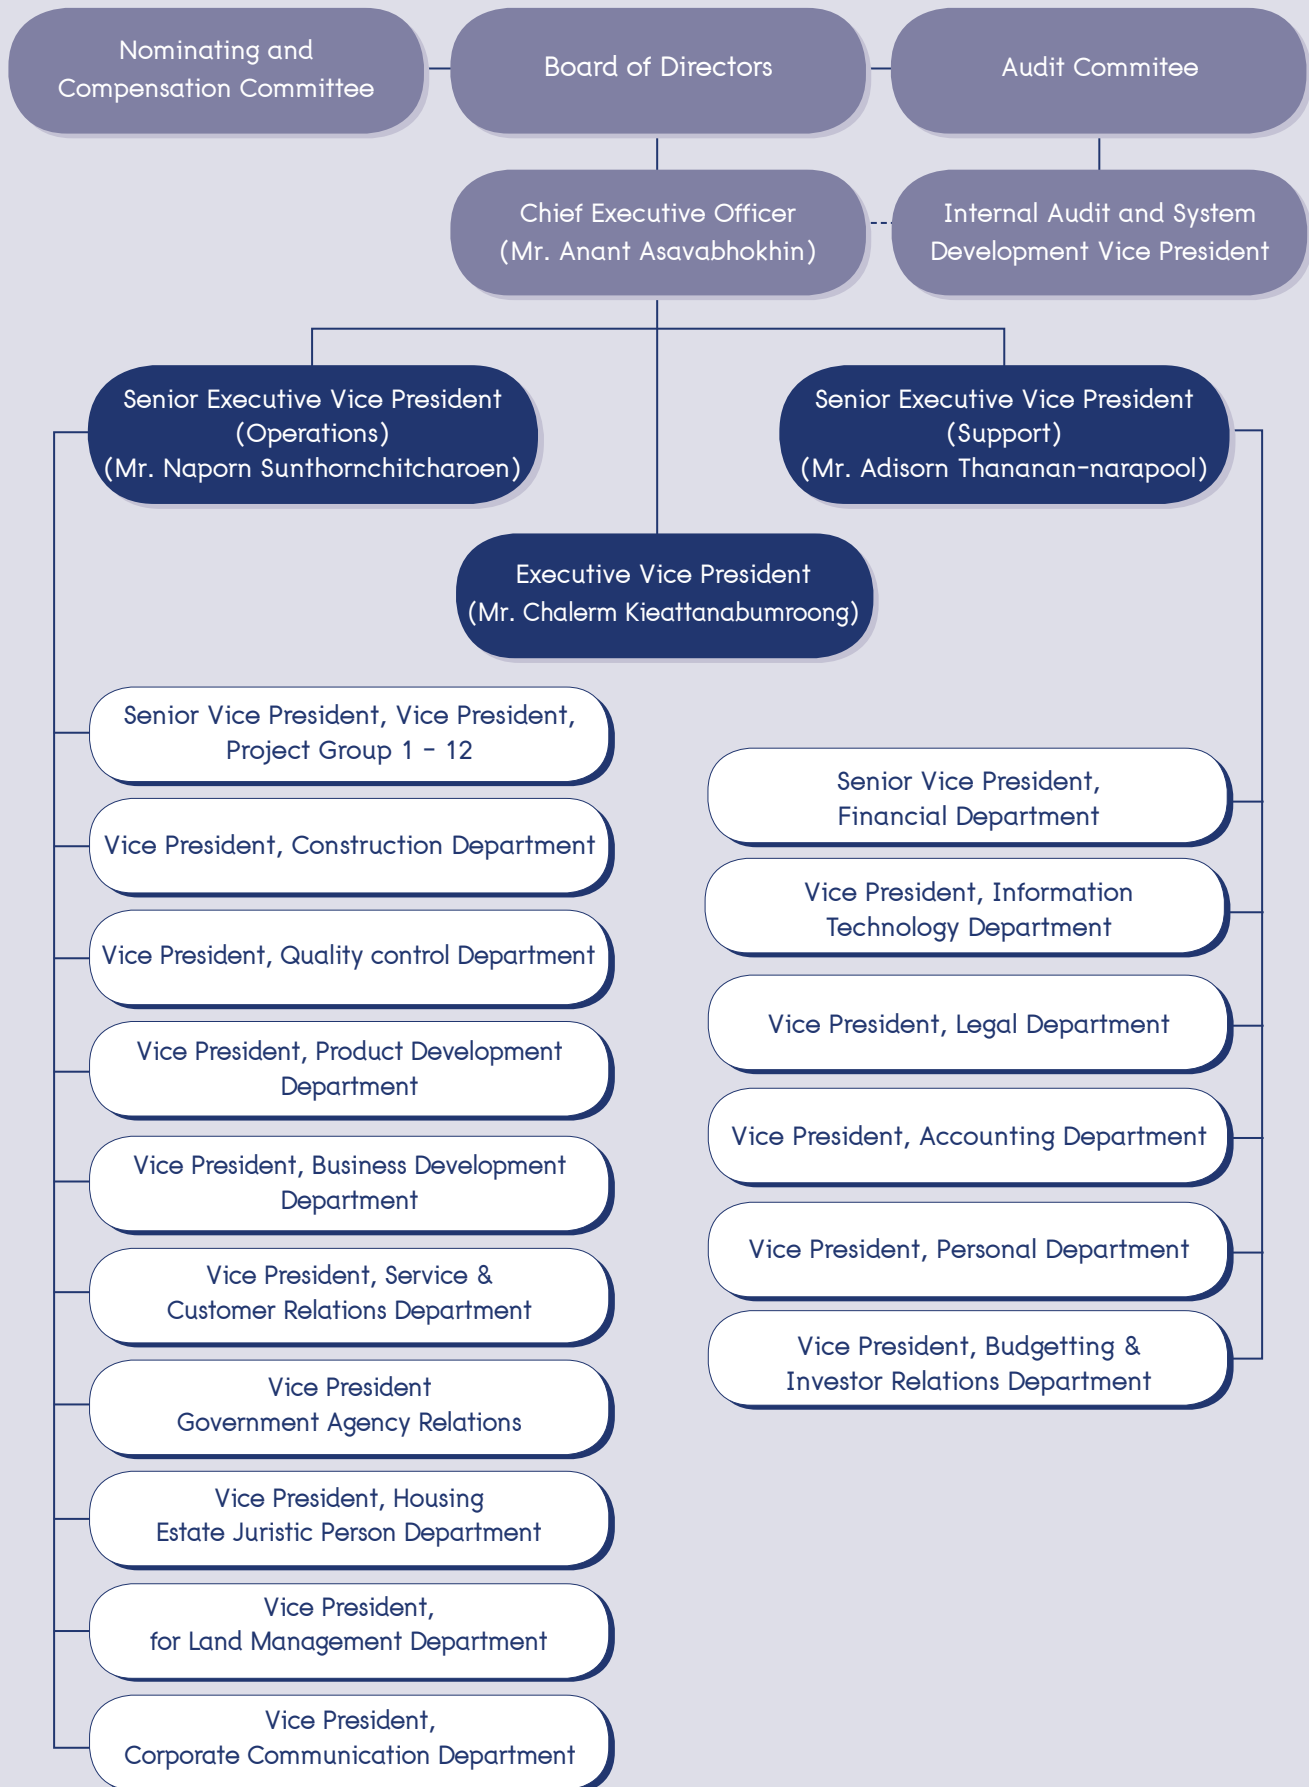 Nominating and
Compensation Committee
Board of Directors
Audit Commitee
Chief Executive Officer
(Mr. Anant Asavabhokhin)
Internal Audit and System
Development Vice President
Senior Executive Vice President
(Operations)
(Mr. Naporn Sunthornchitcharoen)
Senior Executive Vice President
(Support)
(Mr. Adisorn Thananan-narapool)
Executive Vice President
(Mr. Chalerm Kieattanabumroong)
Senior Vice President, Vice President,
Project Group 1 - 12
Vice President, Construction Department
Vice President, Quality control Department
Vice President, Product Development
Department
Vice President, Business Development
Department
Vice President, Service &
Customer Relations Department
Vice President
Government Agency Relations
Vice President, Housing
Estate Juristic Person Department
Vice President,
for Land Management Department
Vice President,
Corporate Communication Department
Senior Vice President,
Financial Department
Vice President, Information
Technology Department
Vice President, Legal Department
Vice President, Accounting Department
Vice President, Personal Department
Vice President, Budgetting &
Investor Relations Department